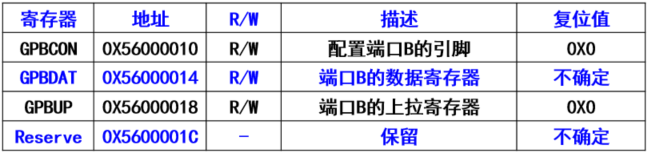 寄存器 地址 R/W 描述 复位值
GPBCON 0X56000010 R/W 配置端口B的引脚 0X0
GPBDAT 0X56000014 R/W 端口B的数据寄存器 不确定
GPBUP 0X56000018 R/W 端口B的上拉寄存器 0X0
Reserve 0X5600001C - 保留 不确定